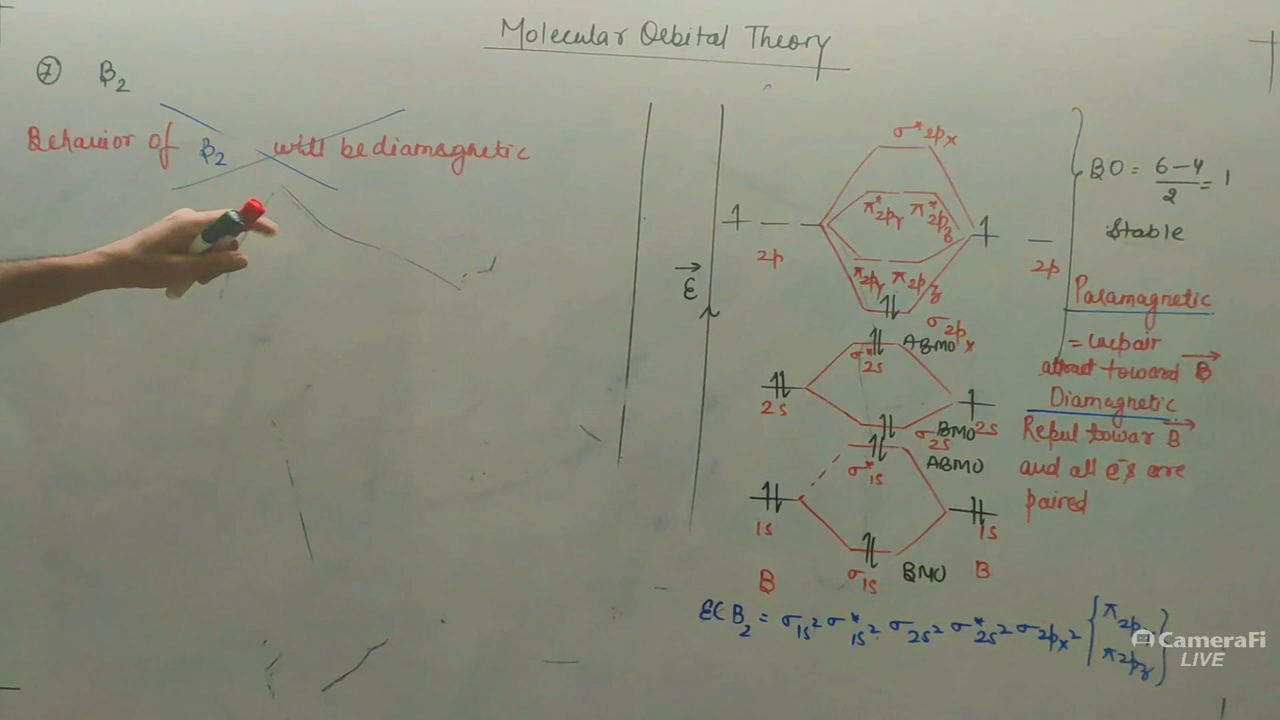 Molecular Orbital Theory
⑦ B₂
Behavior of B₂ will be diamagnetic
σ*2px
π*2py π*2pz
2p
2p
π2py π2pz
σ2px
ABMO
σ*2s
2s
2s
BMO
σ2s
σ*1s
ABMO
1s
1s
σ1s
BMO
B
B
ε
BO = 6-4/2 = 1
Stable
Paramagnetic
= unpair
attract toward B
Diamagnetic
Repul towar B
and all e⁻s are
paired
EC B₂ = σ1s² σ*1s² σ2s² σ*2s² σ2px² { π2p
π2pz }
CameraFi
LIVE